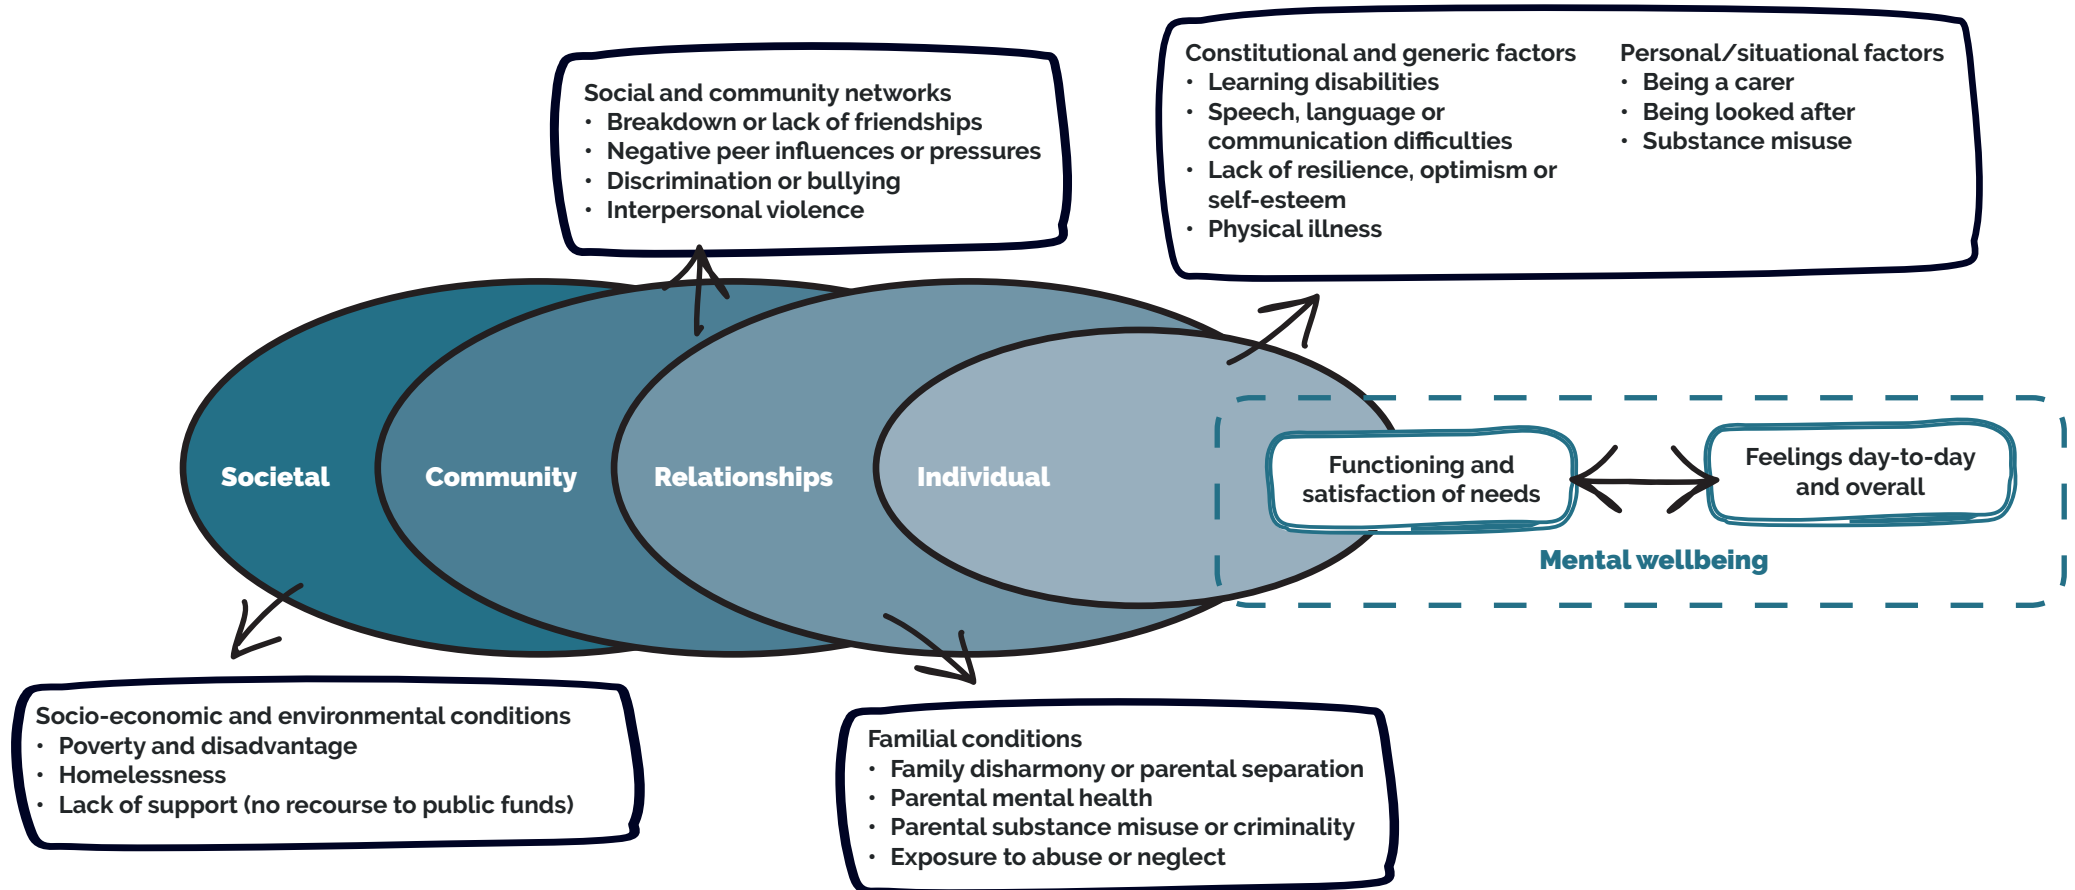 Social and community networks
• Breakdown or lack of friendships
• Negative peer influences or pressures
• Discrimination or bullying
• Interpersonal violence
Constitutional and generic factors
• Learning disabilities
• Speech, language or
communication difficulties
• Lack of resilience, optimism or
self-esteem
• Physical illness
Personal/situational factors
• Being a carer
• Being looked after
• Substance misuse
Societal
Community
Relationships
Individual
Functioning and
satisfaction of needs
Feelings day-to-day
and overall
Mental wellbeing
Socio-economic and environmental conditions
• Poverty and disadvantage
• Homelessness
• Lack of support (no recourse to public funds)
Familial conditions
• Family disharmony or parental separation
• Parental mental health
• Parental substance misuse or criminality
• Exposure to abuse or neglect